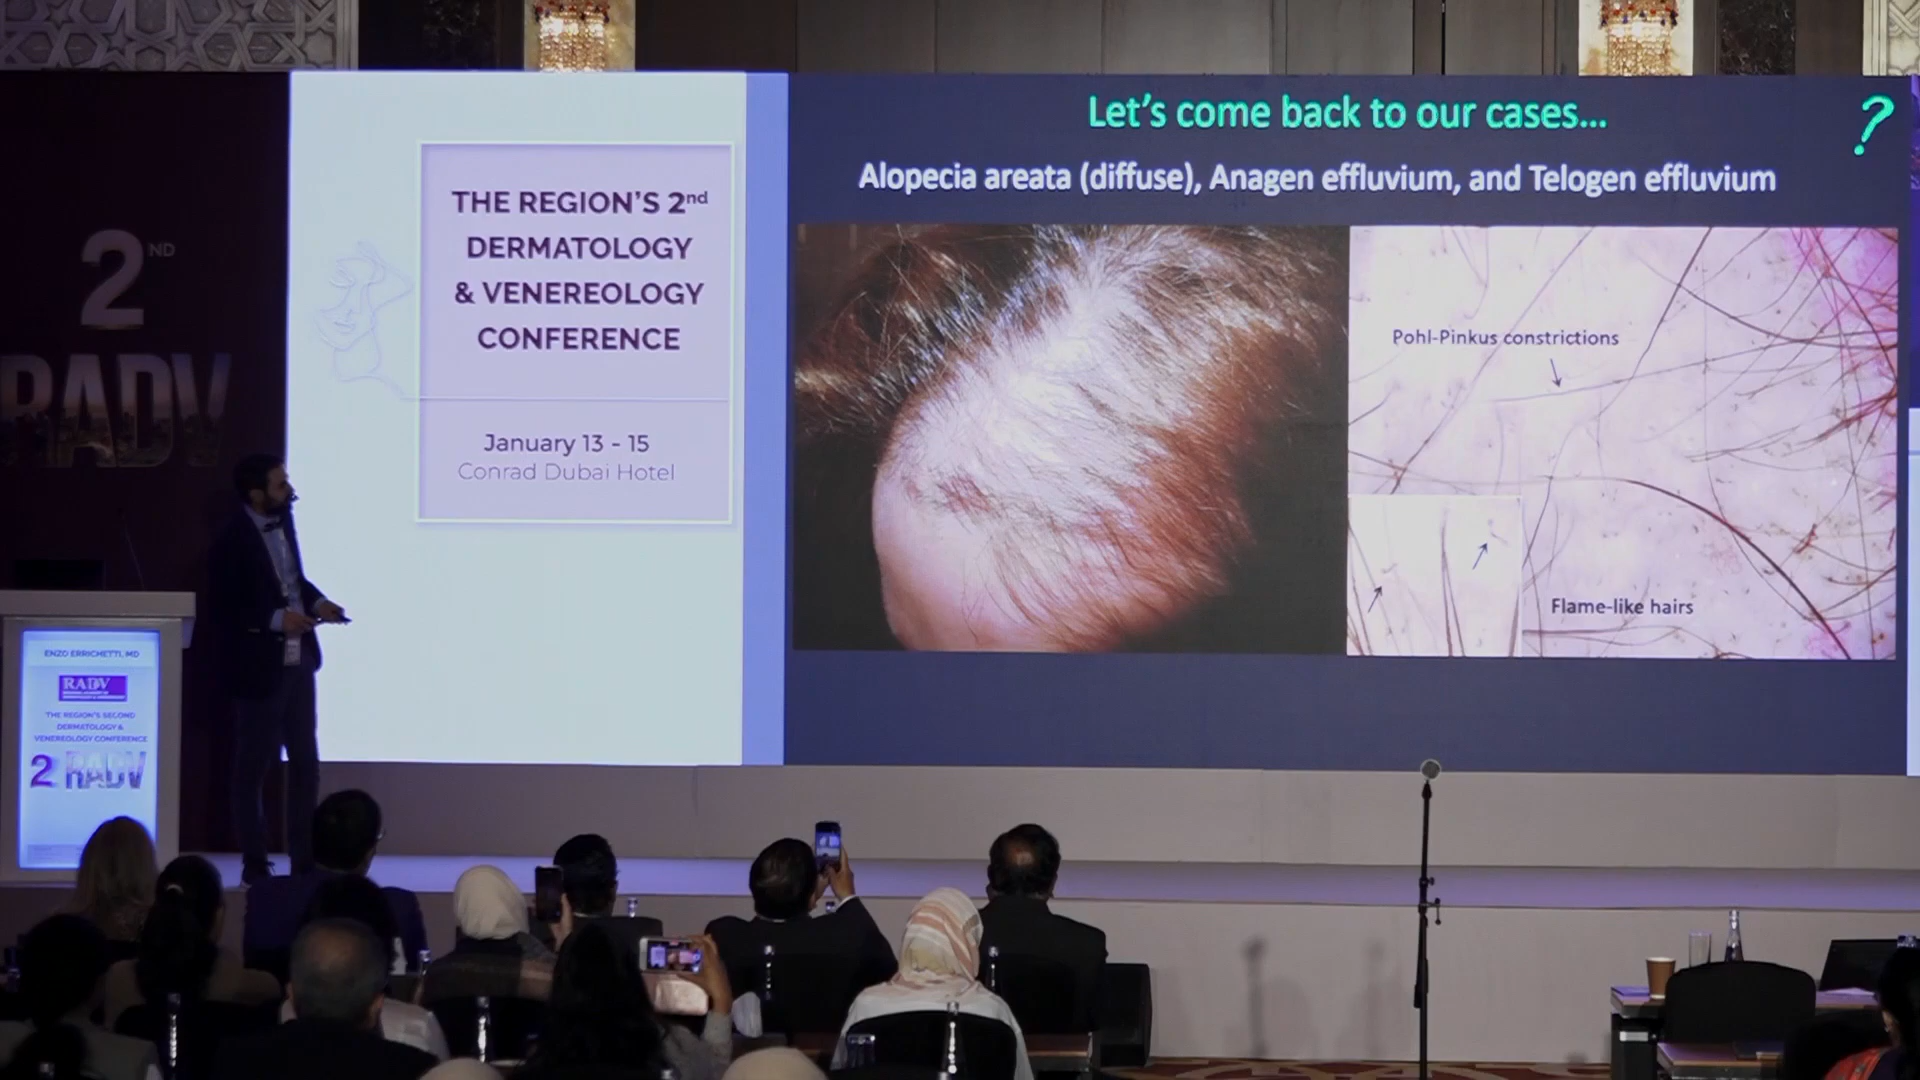 2ND
RADV
THE REGION'S 2nd
DERMATOLOGY
& VENEREOLOGY
CONFERENCE
January 13 - 15
Conrad Dubai Hotel
Let's come back to our cases...
?
Alopecia areata (diffuse), Anagen effluvium, and Telogen effluvium
Pohl-Pinkus constrictions
Flame-like hairs
ENZO ERRICHETTI, MD
RADV
THE REGION'S SECOND
DERMATOLOGY &
VENEREOLOGY CONFERENCE
2 RADV